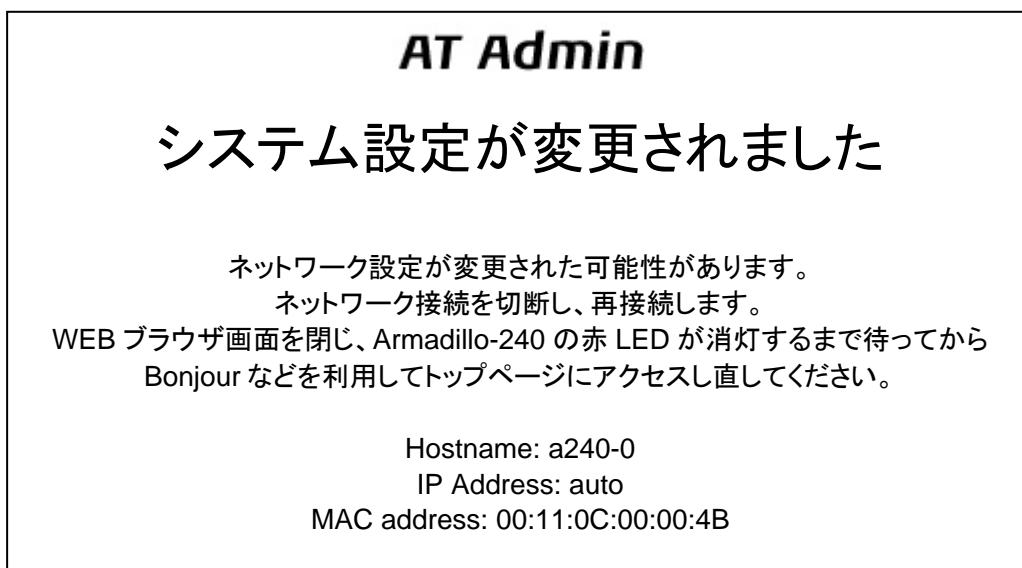 AT Admin
システム設定が変更されました
ネットワーク設定が変更された可能性があります。
ネットワーク接続を切断し、再接続します。
WEB ブラウザ画面を閉じ、Armadillo-240 の赤 LED が消灯するまで待ってから
Bonjour などを利用してトップページにアクセスし直してください。
Hostname: a240-0
IP Address: auto
MAC address: 00:11:0C:00:00:4B